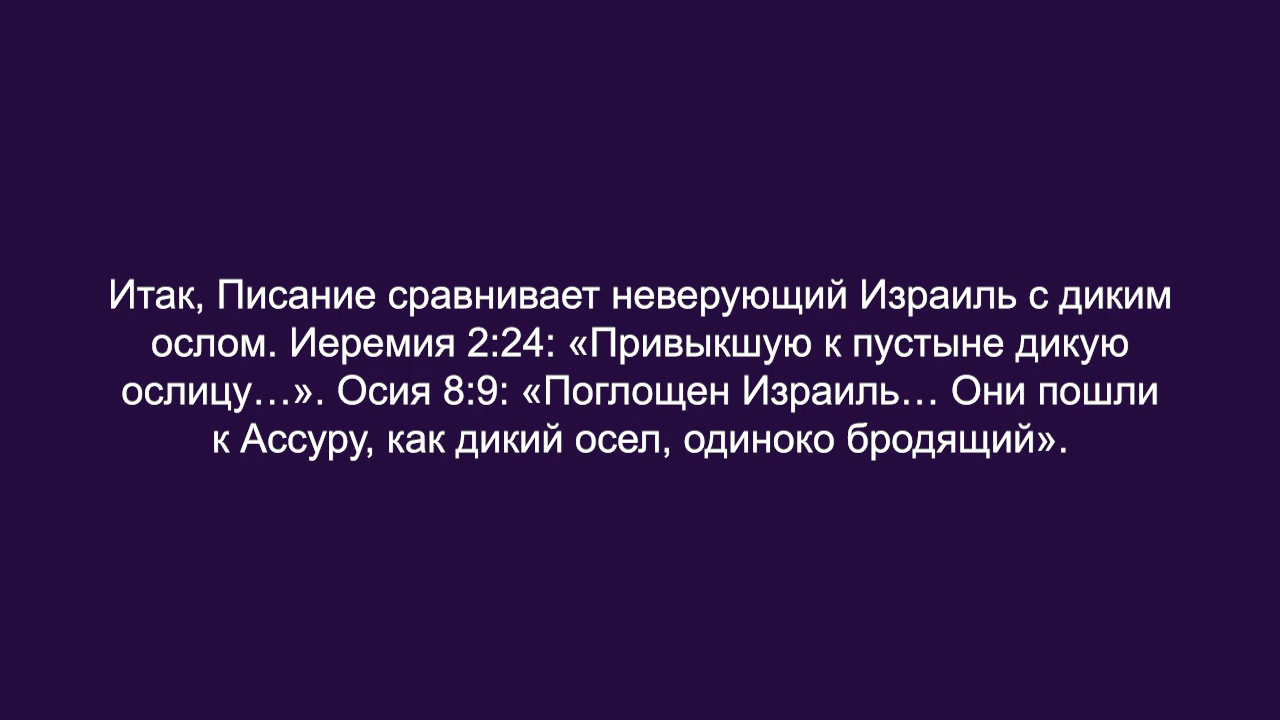 Итак, Писание сравнивает неверующий Израиль с диким
ослом. Иеремия 2:24: «Привыкшую к пустыне дикую
ослицу…». Осия 8:9: «Поглощен Израиль… Они пошли
к Ассуру, как дикий осел, одиноко бродящий».